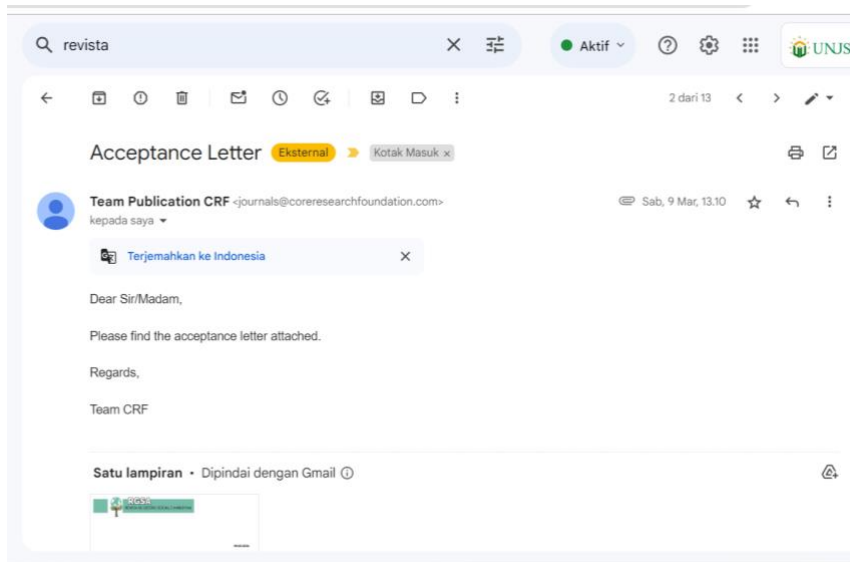 revista
Aktif
UNJS
2 dari 13
Acceptance Letter Eksternal Kotak Masuk x
Team Publication CRF <journals@coreresearchfoundation.com>
Sab, 9 Mar, 13.10
kepada saya
Terjemahkan ke Indonesia
Dear Sir/Madam,
Please find the acceptance letter attached.
Regards,
Team CRF
Satu lampiran • Dipindai dengan Gmail
RGSA